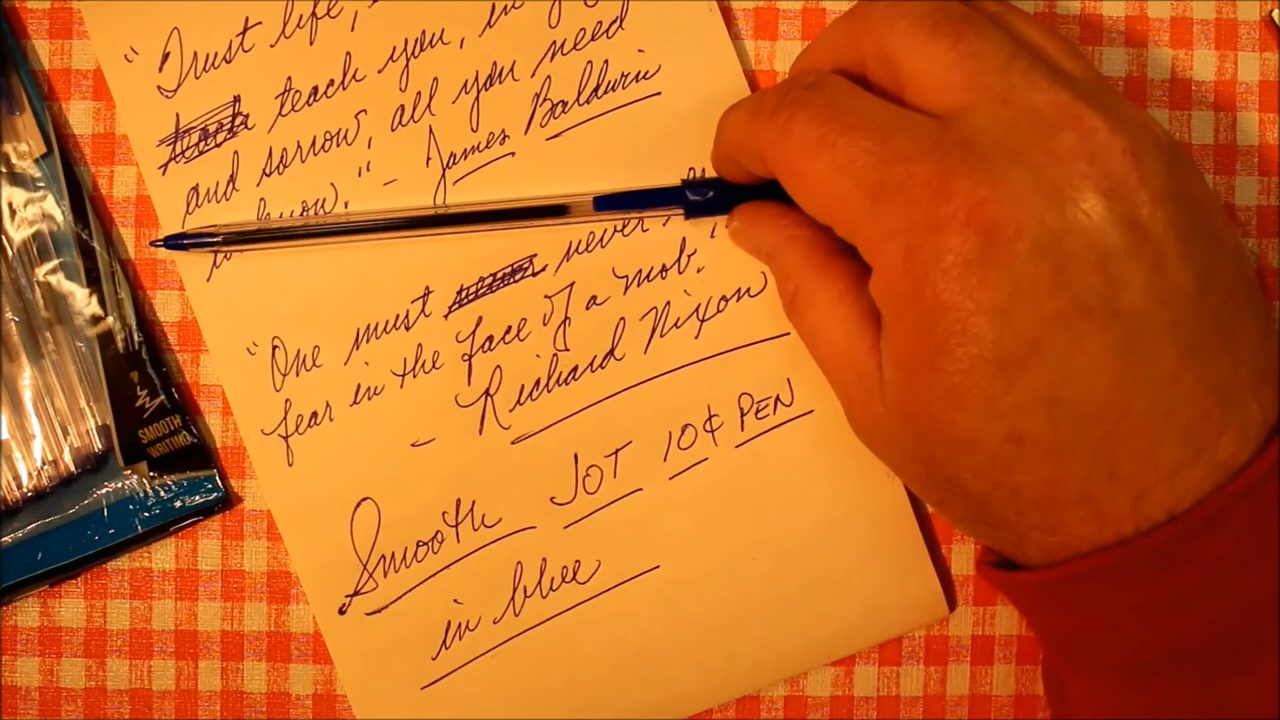 "Trust life,
teach you, in
and sorrow, all you need
know." - James Baldwin
"One must never
fear in the face of a mob."
- Richard Nixon
Smooth JOT 10¢ PEN
in blue
SMOOTH
WRITING